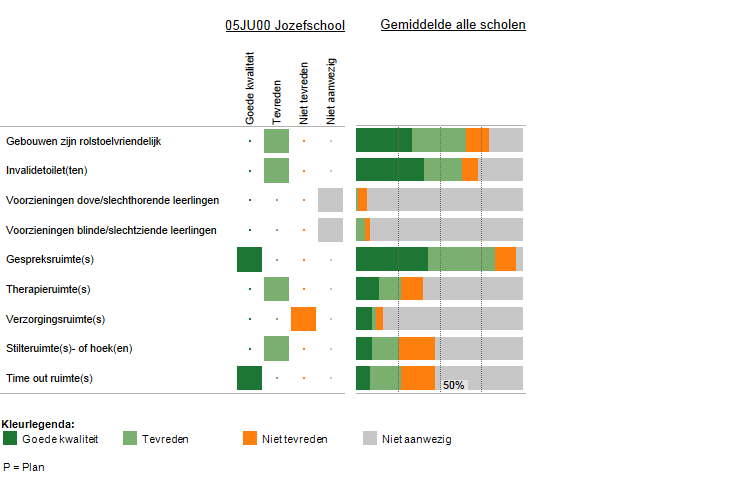 05JU00 Jozefschool Gemiddelde alle scholen
Goede kwaliteit
Tevreden
Niet tevreden
Niet aanwezig
Gebouwen zijn rolstoelvriendelijk
Invalidetoilet(ten)
Voorzieningen dove/slechthorende leerlingen
Voorzieningen blinde/slechtziende leerlingen
Gespreksruimte(s)
Therapieruimte(s)
Verzorgingsruimte(s)
Stilteruimte(s)- of hoek(en)
Time out ruimte(s)
50%
Kleurlegenda:
Goede kwaliteit Tevreden Niet tevreden Niet aanwezig
P = Plan